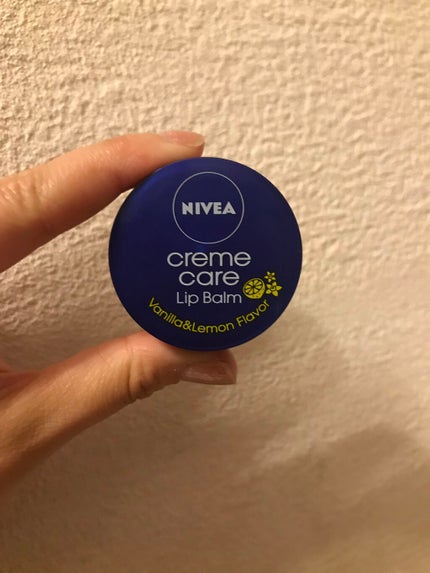 NIVEA
creme
care
Lip Balm
Vanilla&Lemon Flavor